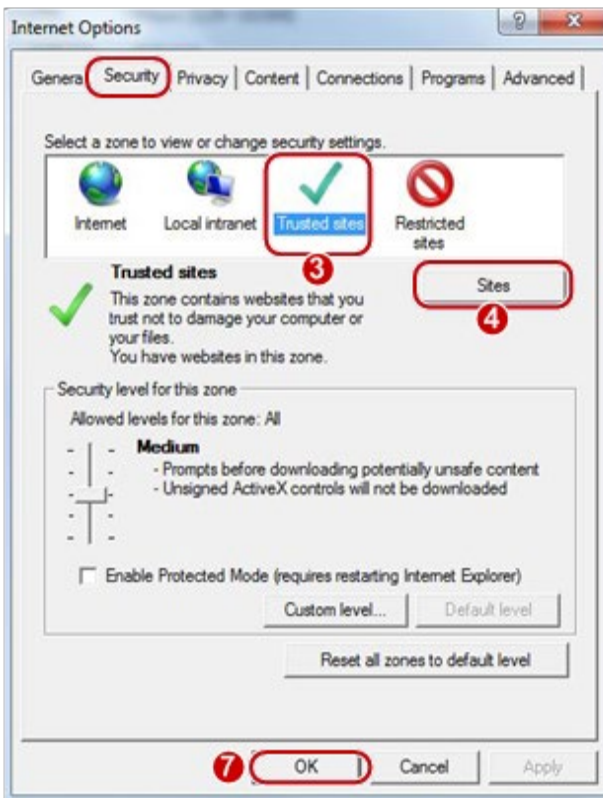 Internet Options
General Security Privacy Content Connections Programs Advanced
Select a zone to view or change security settings.
Internet Local intranet Trusted sites Restricted
sites
3
Trusted sites
Sites
4
This zone contains websites that you
trust not to damage your computer or
your files.
You have websites in this zone.
Security level for this zone
Allowed levels for this zone: All
Medium
- Prompts before downloading potentially unsafe content
- Unsigned ActiveX controls will not be downloaded
Enable Protected Mode (requires restarting Internet Explorer)
Custom level... Default level
Reset all zones to default level
7 OK Cancel Apply